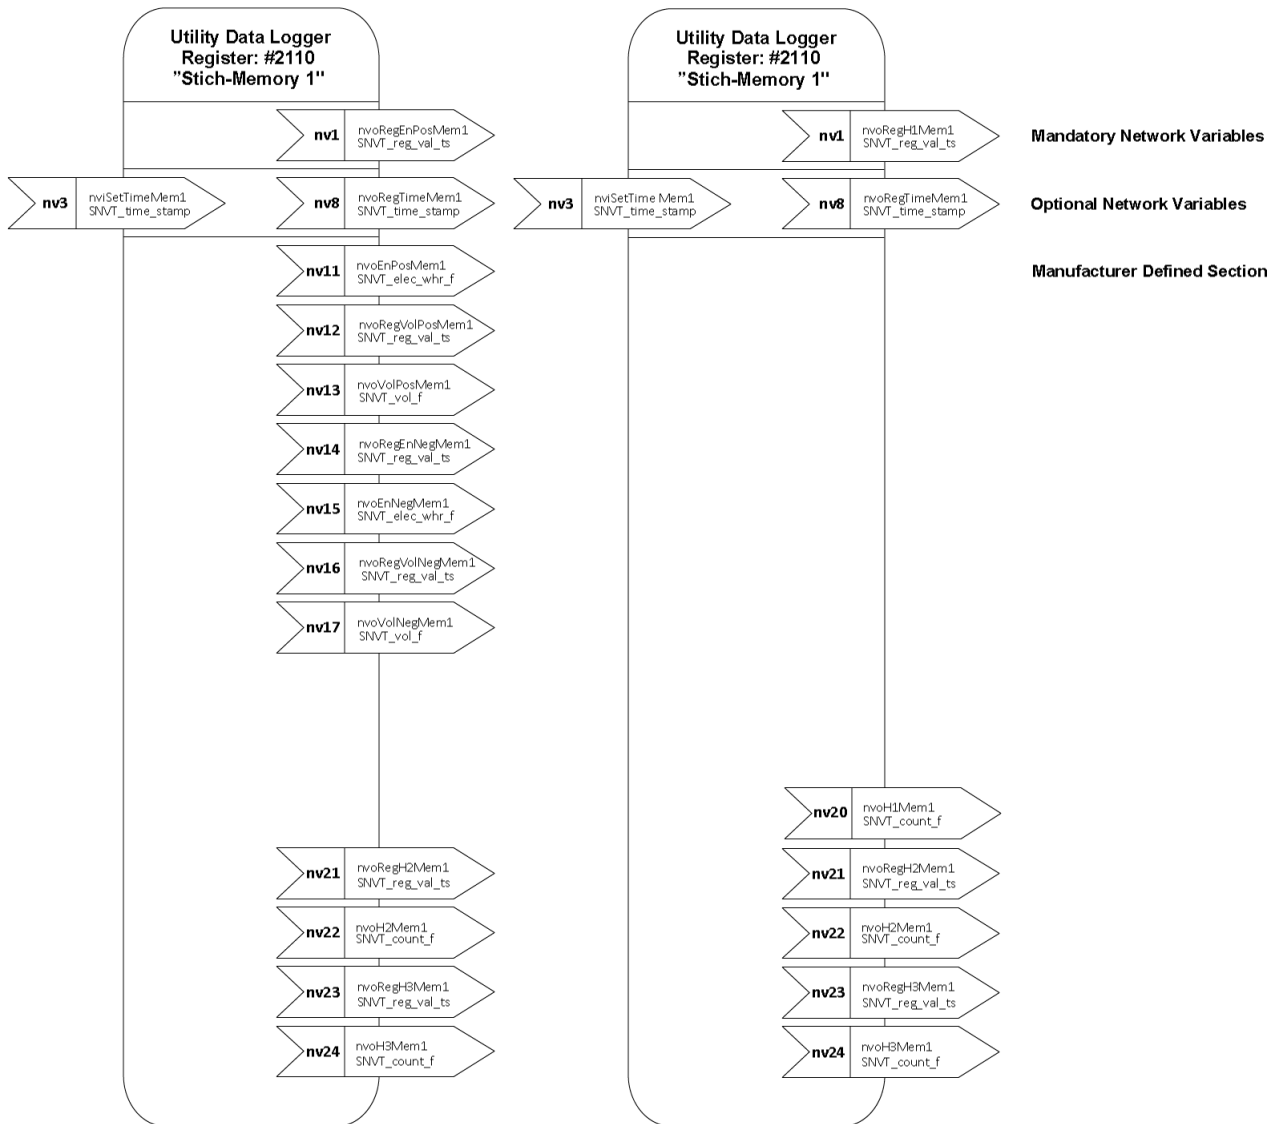 Utility Data Logger
Register: #2110
”Stich-Memory 1"
nv1
nvoRegEnPosMem1
SNVT_reg_val_ts
nv3
nviSetTimeMem1
SNVT_time_stamp
nv8
nvoRegTimeMem1
SNVT_time_stamp
nv11
nvoEnPosMem1
SNVT_elec_whr_f
nv12
nvoRegVolPosMem1
SNVT_reg_val_ts
nv13
nvoVolPosMem1
SNVT_vol_f
nv14
nvoRegEnNegMem1
SNVT_reg_val_ts
nv15
nvoEnNegMem1
SNVT_elec_whr_f
nv16
nvoRegVolNegMem1
SNVT_reg_val_ts
nv17
nvoVolNegMem1
SNVT_vol_f
nv21
nvoRegH2Mem1
SNVT_reg_val_ts
nv22
nvoH2Mem1
SNVT_count_f
nv23
nvoRegH3Mem1
SNVT_reg_val_ts
nv24
nvoH3Mem1
SNVT_count_f
Utility Data Logger
Register: #2110
”Stich-Memory 1"
nv1
nvoRegH1Mem1
SNVT_reg_val_ts
nv3
nviSetTime Mem1
SNVT_time_stamp
nv8
nvoRegTimeMem1
SNVT_time_stamp
nv20
nvoH1Mem1
SNVT_count_f
nv21
nvoRegH2Mem1
SNVT_reg_val_ts
nv22
nvoH2Mem1
SNVT_count_f
nv23
nvoRegH3Mem1
SNVT_reg_val_ts
nv24
nvoH3Mem1
SNVT_count_f
Mandatory Network Variables
Optional Network Variables
Manufacturer Defined Section